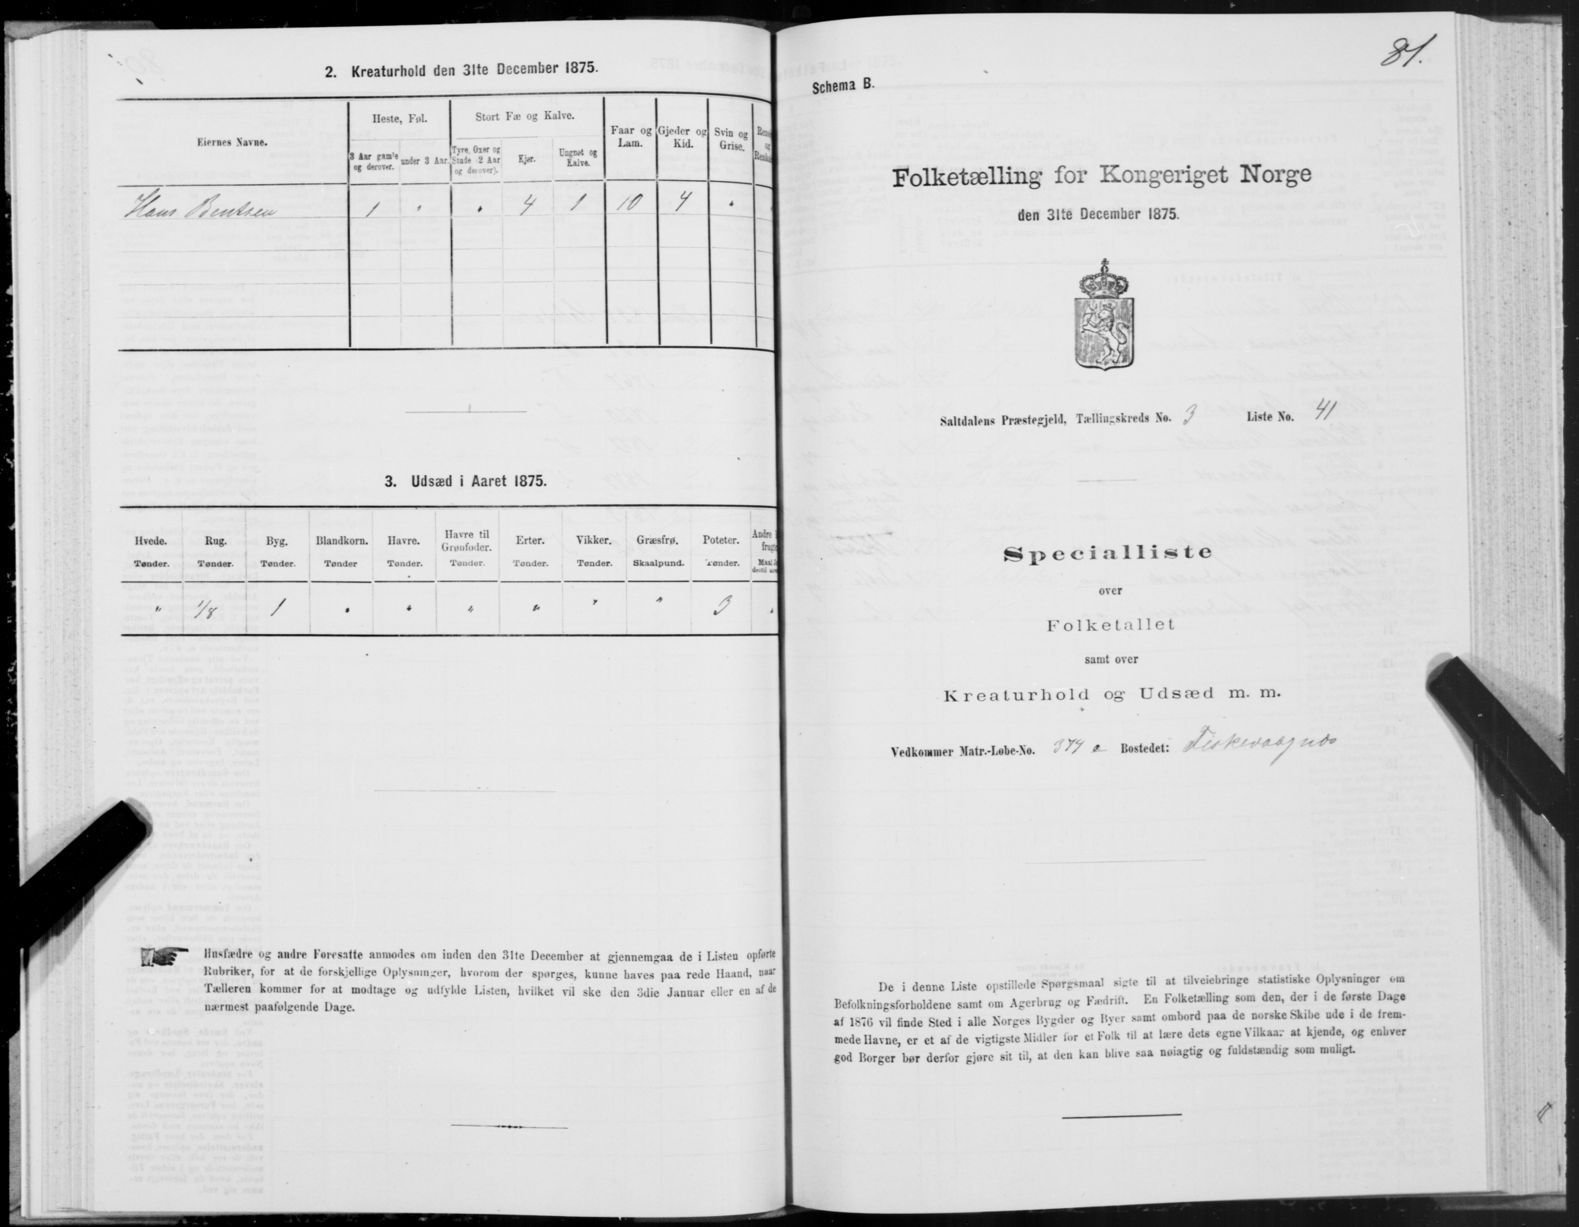 2. Kreaturhold den 31te December 1875.
Eiernes Navne.
Heste, Føl.
Stort Fæ og Kalve.
Faar og Lam.
Gjeder og Kid.
Svin og Grise.
3 Aar gam'e og derover.
under 3 Aar.
Tyre, Oxer og Stude (2 Aar og derover).
Kjør.
Ungnøt og Kalve.
Hans Bentsen 1 " " 4 1 10 4 "
3. Udsæd i Aaret 1875.
Hvede. Rug. Byg. Blandkorn. Havre. Havre til Grønfoder. Erter. Vikker. Græsfrø. Poteter.
Tønder. Tønder. Tønder. Tønder Tønder. Tønder. Tønder. Tønder. Skaalpund. Tønder.
" 1/8 1 " " " " " " 3 "
Husfædre og andre Foresatte anmodes om inden den 31te December at gjennemgaa de i Listen opførte
Rubriker, for at de forskjellige Oplysninger, hvorom der spørges, kunne haves paa rede Haand, naar
Tælleren kommer for at modtage og udfylde Listen, hvilket vil ske den 3die Januar eller en af de
nærmest paafølgende Dage.
81.
Schema B.
Folketælling for Kongeriget Norge
den 31te December 1875.
Saltdalens Præstegjeld, Tællingskreds No. 3 Liste No. 41
Specialliste
over
Folketallet
samt over
Kreaturhold og Udsæd m. m.
Vedkommer Matr.-Løbe-No. 374 a Bostedet: Fiskevaagnes
De i denne Liste opstillede Spørgsmaal sigte til at tilveiebringe statistiske Oplysninger om
Befolkningsforholdene samt om Agerbrug og Fædrift. En Folketælling som den, der i de første Dage
af 1876 vil finde Sted i alle Norges Bygder og Byer samt ombord paa de norske Skibe ude i de frem-
mede Havne, er et af de vigtigste Midler for et Folk til at lære dets egne Vilkaar at kjende, og enhver
god Borger bør derfor gjøre sit til, at den kan blive saa nøiagtig og fuldstændig som muligt.